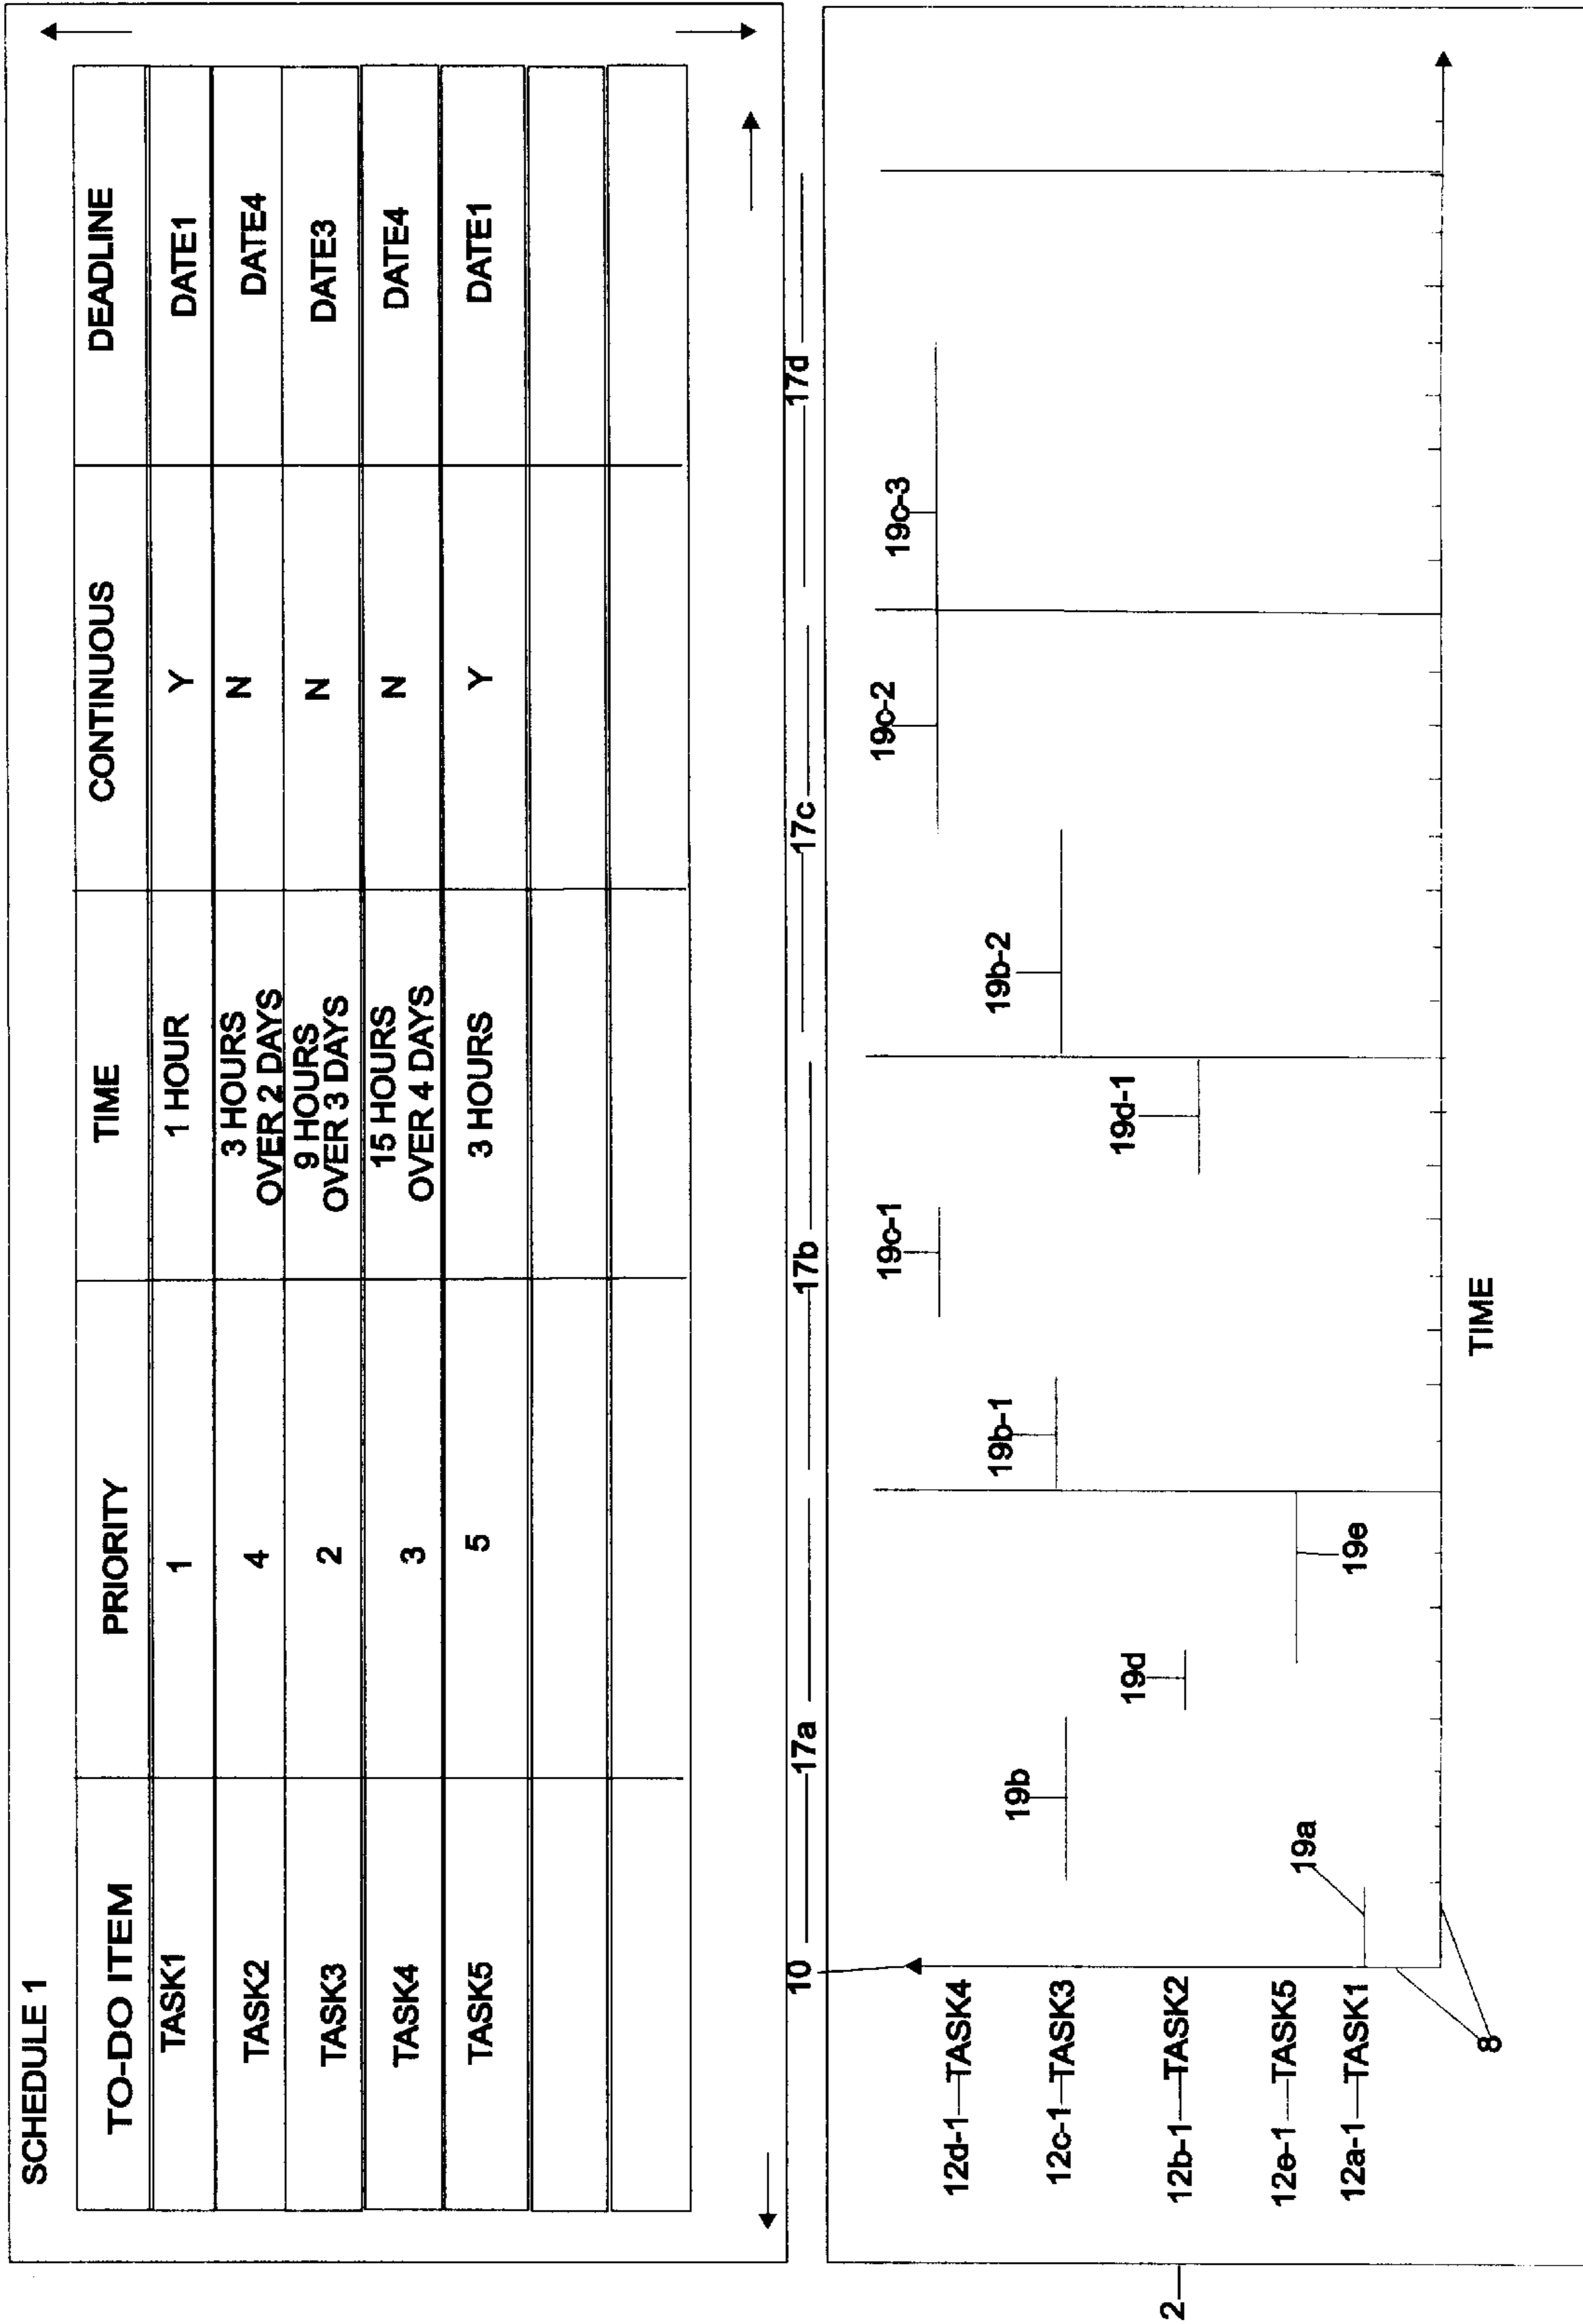 SCHEDULE 1
TO-DO ITEM PRIORITY TIME CONTINUOUS DEADLINE
TASK1 1 1 HOUR Y DATE1
TASK2 4 3 HOURS OVER 2 DAYS N DATE4
TASK3 2 9 HOURS OVER 3 DAYS N DATE3
TASK4 3 15 HOURS OVER 4 DAYS N DATE4
TASK5 5 3 HOURS Y DATE1
10 17a 17b 17c 17d
19c-1 19c-2 19c-3
12d-1 TASK4
19b 19b-1 19b-2
12c-1 TASK3
19d 19d-1
12b-1 TASK2
12e-1 TASK5
19a 19e
12a-1 TASK1
8
TIME
2